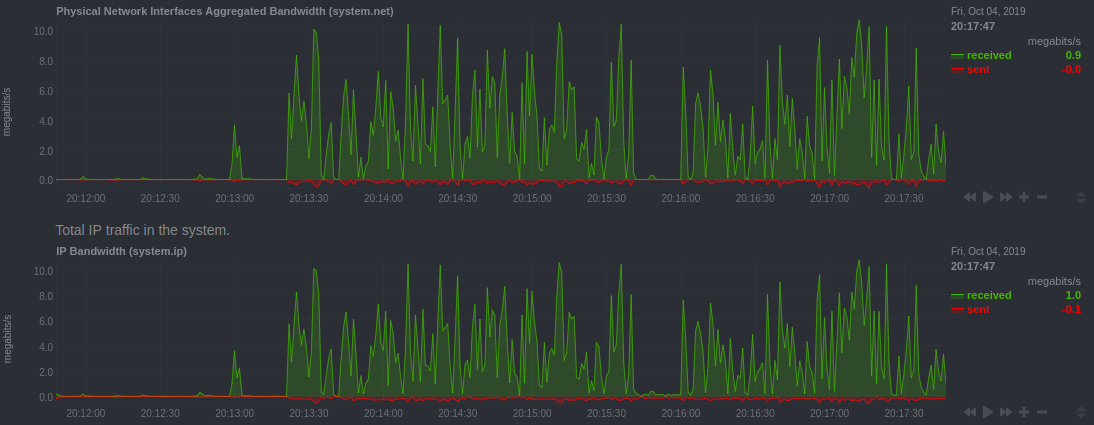 Physical Network Interfaces Aggregated Bandwidth (system.net)
Fri, Oct 04, 2019
20:17:47
megabits/s
received 0.9
sent -0.0
megabits/s
10.0
8.0
6.0
4.0
2.0
0.0
20:12:00 20:12:30 20:13:00 20:13:30 20:14:00 20:14:30 20:15:00 20:15:30 20:16:00 20:16:30 20:17:00 20:17:30
Total IP traffic in the system.
IP Bandwidth (system.ip)
Fri, Oct 04, 2019
20:17:47
megabits/s
received 1.0
sent -0.1
megabits/s
10.0
8.0
6.0
4.0
2.0
0.0
20:12:00 20:12:30 20:13:00 20:13:30 20:14:00 20:14:30 20:15:00 20:15:30 20:16:00 20:16:30 20:17:00 20:17:30